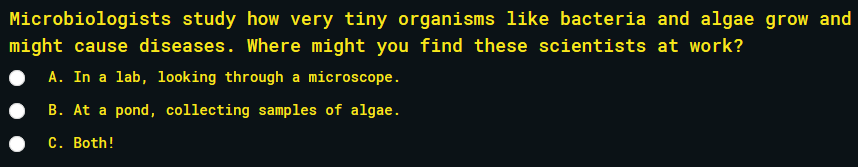 Microbiologists study how very tiny organisms like bacteria and algae grow and
might cause diseases. Where might you find these scientists at work?
A. In a lab, looking through a microscope.
B. At a pond, collecting samples of algae.
C. Both!